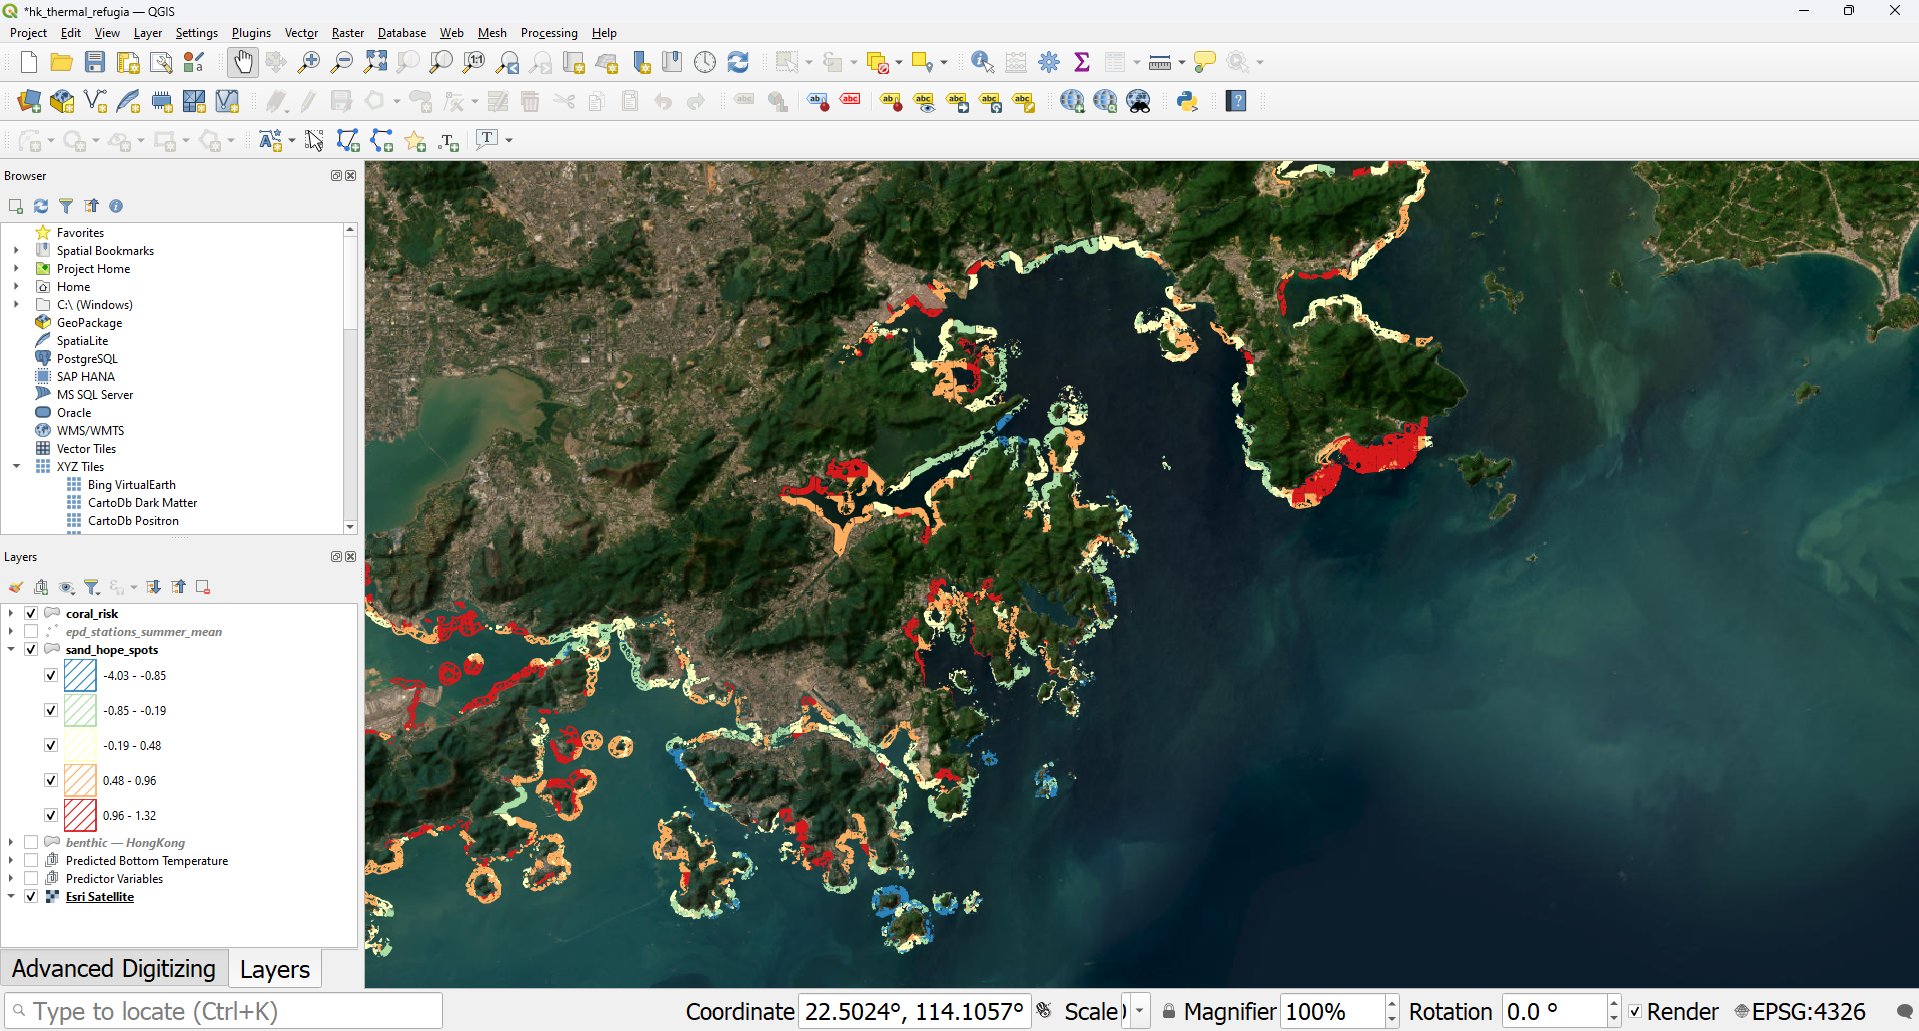 *hk_thermal_refugia — QGIS
Project Edit View Layer Settings Plugins Vector Raster Database Web Mesh Processing Help
Browser
Favorites
Spatial Bookmarks
Project Home
Home
C:\ (Windows)
GeoPackage
SpatiaLite
PostgreSQL
SAP HANA
MS SQL Server
Oracle
WMS/WMTS
Vector Tiles
XYZ Tiles
Bing VirtualEarth
CartoDb Dark Matter
CartoDb Positron
Layers
coral_risk
epd_stations_summer_mean
sand_hope_spots
-4.03 - -0.85
-0.85 - -0.19
-0.19 - 0.48
0.48 - 0.96
0.96 - 1.32
benthic — HongKong
Predicted Bottom Temperature
Predictor Variables
Esri Satellite
Advanced Digitizing Layers
Type to locate (Ctrl+K) Coordinate 22.5024°, 114.1057° Scale Magnifier 100% Rotation 0.0 ° Render EPSG:4326